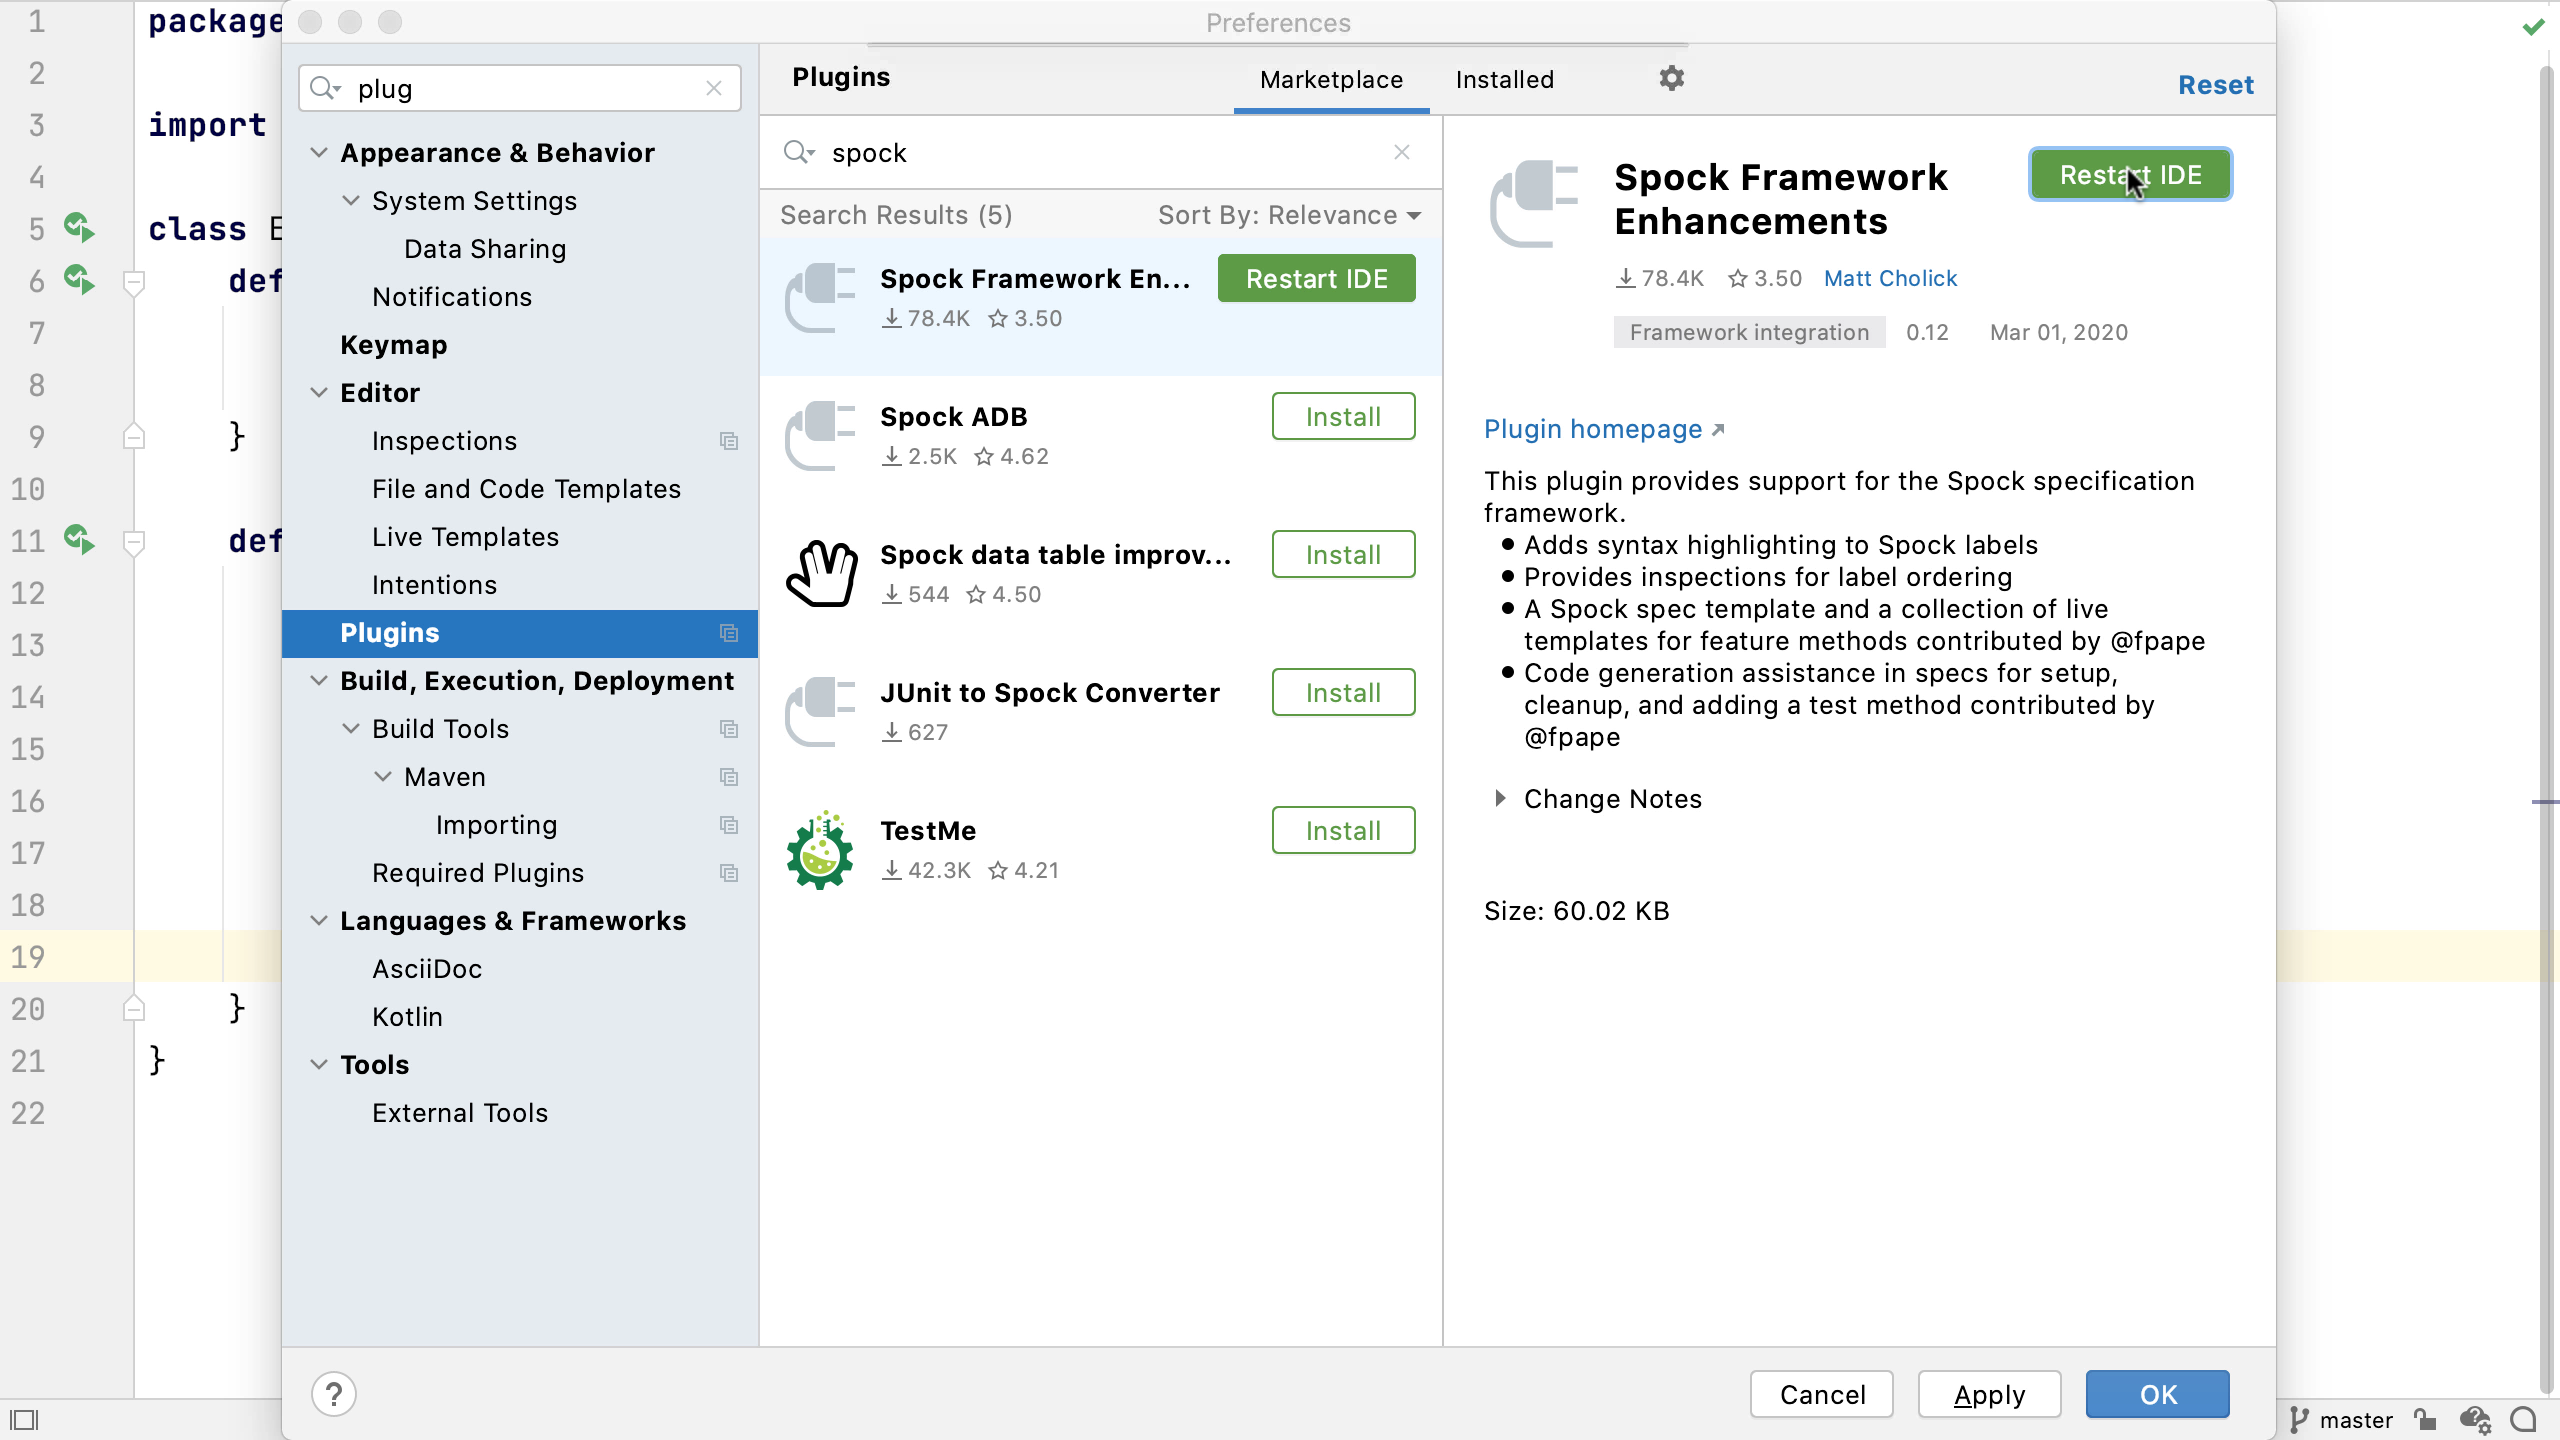 Preferences
1 package
2
3 import
4
5 class E
6 def
7
8
9 }
10
11 def
12
13
14
15
16
17
18
19
20 }
21 }
22
plug
Appearance & Behavior
System Settings
Data Sharing
Notifications
Keymap
Editor
Inspections
File and Code Templates
Live Templates
Intentions
Plugins
Build, Execution, Deployment
Build Tools
Maven
Importing
Required Plugins
Languages & Frameworks
AsciiDoc
Kotlin
Tools
External Tools
Plugins Marketplace Installed Reset
spock
Search Results (5) Sort By: Relevance
Spock Framework En... Restart IDE
78.4K 3.50
Spock ADB Install
2.5K 4.62
Spock data table improv... Install
544 4.50
JUnit to Spock Converter Install
627
TestMe Install
42.3K 4.21
Spock Framework
Enhancements
Restart IDE
78.4K 3.50 Matt Cholick
Framework integration 0.12 Mar 01, 2020
Plugin homepage
This plugin provides support for the Spock specification
framework.
Adds syntax highlighting to Spock labels
Provides inspections for label ordering
A Spock spec template and a collection of live
templates for feature methods contributed by @fpape
Code generation assistance in specs for setup,
cleanup, and adding a test method contributed by
@fpape
Change Notes
Size: 60.02 KB
? Cancel Apply OK
master